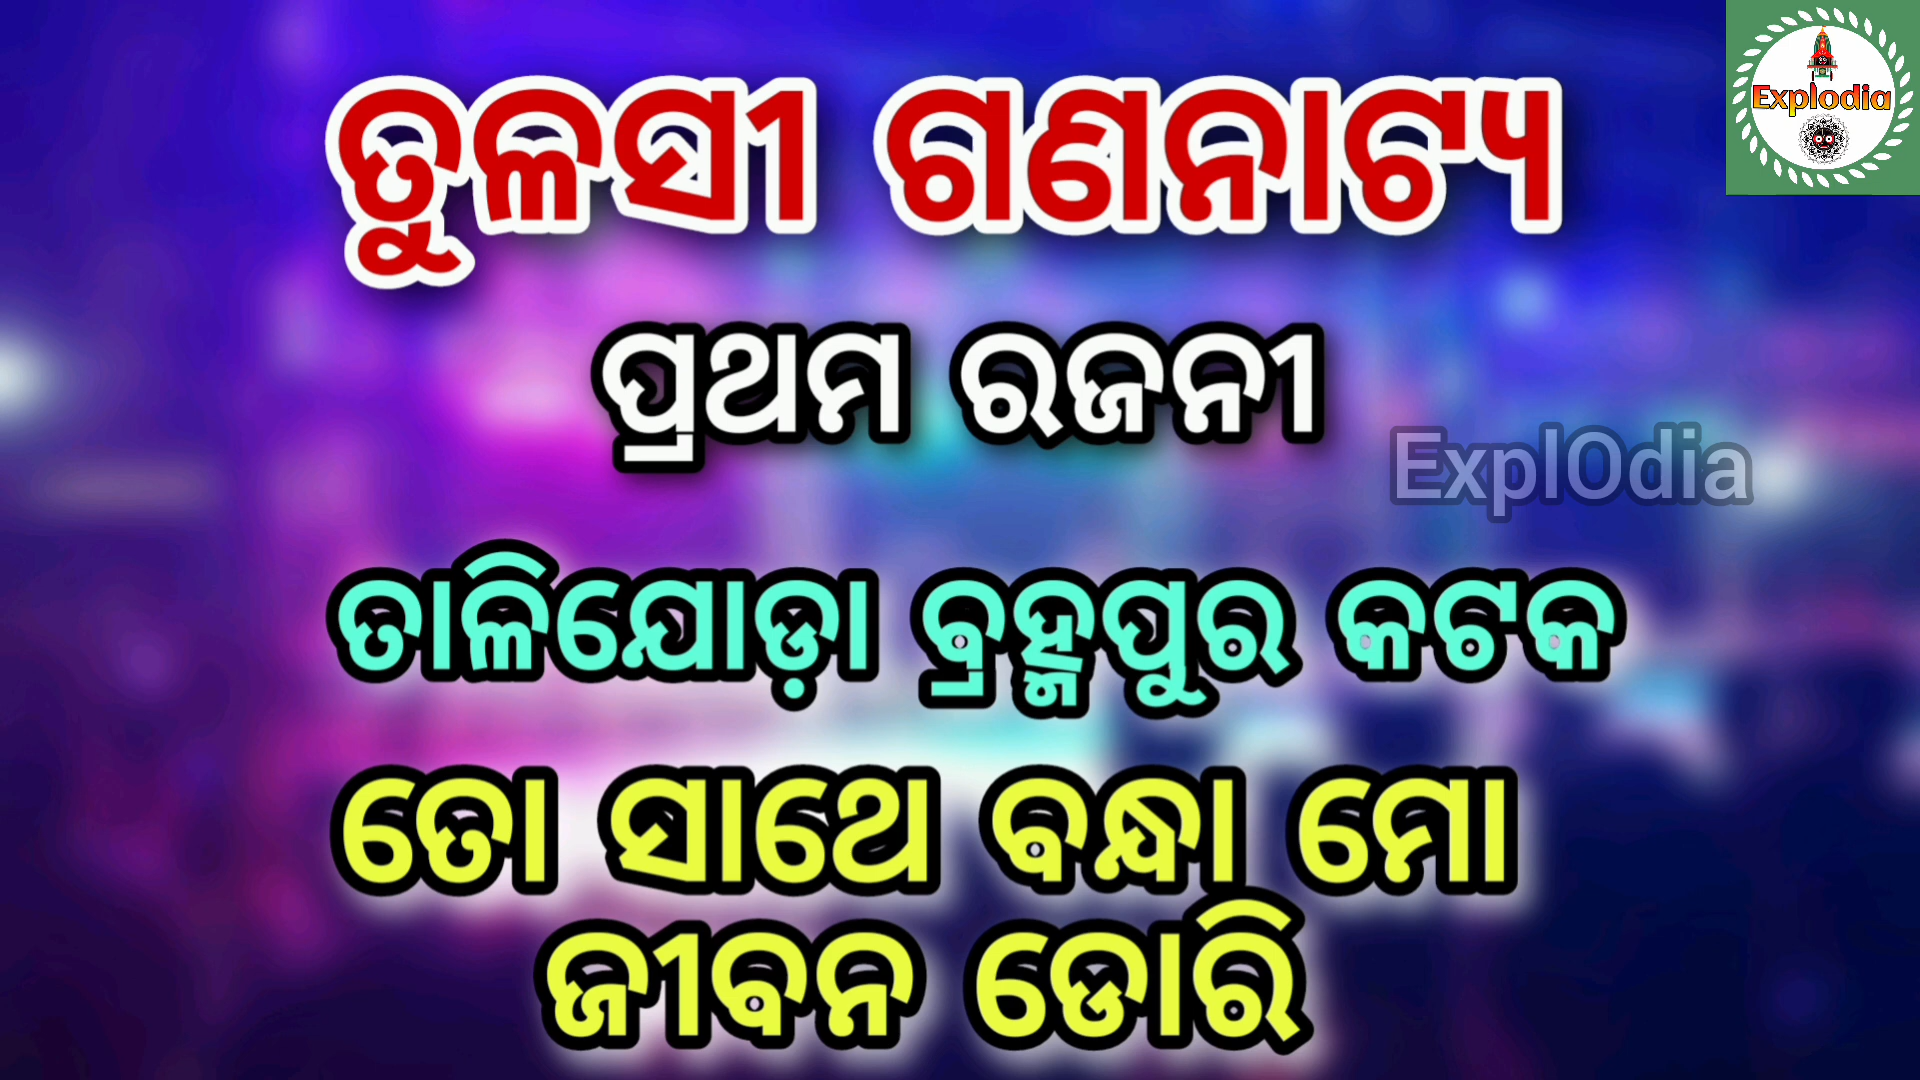 ତୁଳସୀ ଗଣନାଟ୍ୟ
Explodia
ପ୍ରଥମ ରଜନୀ
ExplOdia
ତାଳିଯୋଡ଼ା ବ୍ରହ୍ମପୁର କଟକ
ତୋ ସାଥେ ବନ୍ଧା ମୋ
ଜୀବନ ଡୋରି